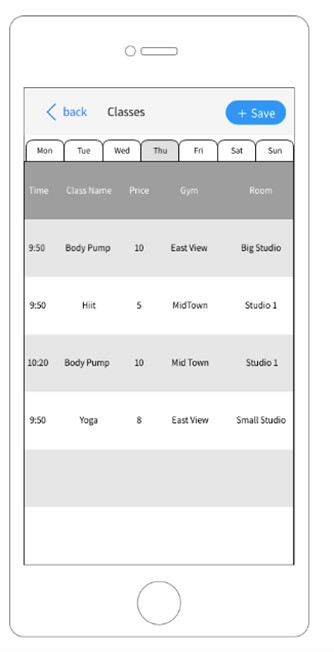 back Classes + Save
Mon Tue Wed Thu Fri Sat Sun
Time Class Name Price Gym Room
9:50 Body Pump 10 East View Big Studio
9:50 Hiit 5 MidTown Studio 1
10:20 Body Pump 10 Mid Town Studio 1
9:50 Yoga 8 East View Small Studio